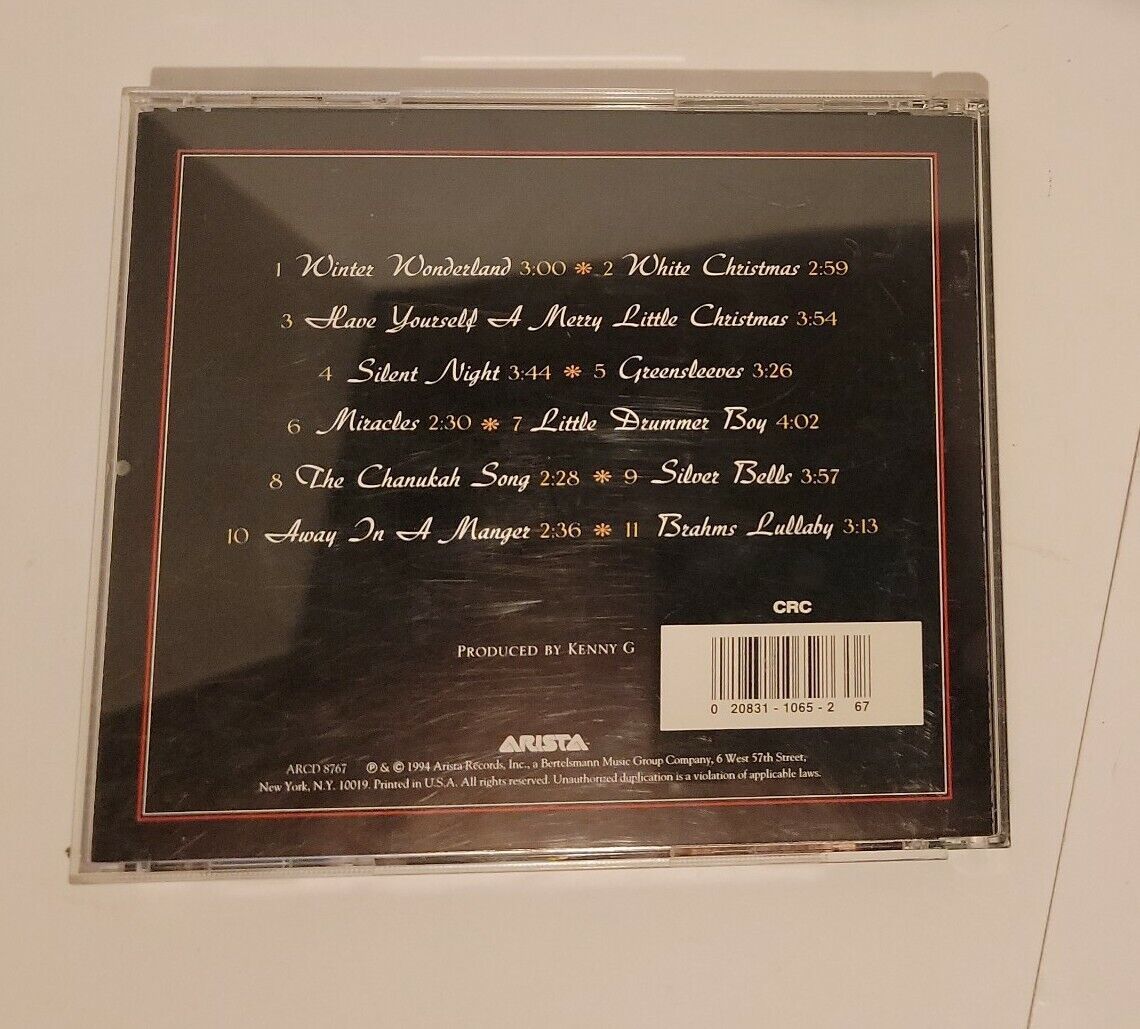 1 Winter Wonderland 3:00 * 2 White Christmas 2:59
3 Have Yourself A Merry Little Christmas 3:54
4 Silent Night 3:44 * 5 Greensleeves 3:26
6 Miracles 2:30 * 7 Little Drummer Boy 4:02
8 The Chanukah Song 2:28 * 9 Silver Bells 3:57
10 Away In A Manger 2:36 * 11 Brahms Lullaby 3:13
CRC
PRODUCED BY KENNY G
0 20831 - 1065 - 2 67
ARISTA
ARCD 8767 ℗ & © 1994 Arista Records, Inc., a Bertelsmann Music Group Company, 6 West 57th Street,
New York, N.Y. 10019. Printed in U.S.A. All rights reserved. Unauthorized duplication is a violation of applicable laws.